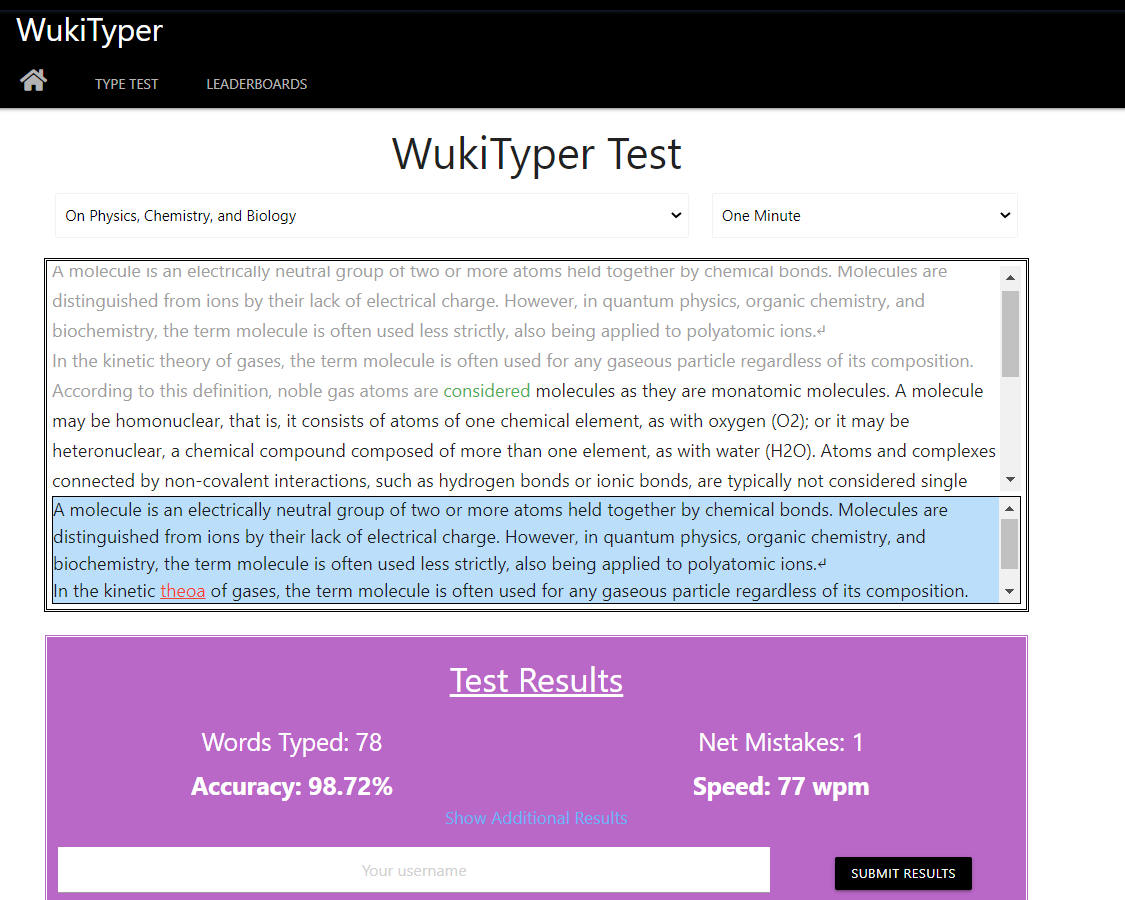 WukiTyper
TYPE TEST
LEADERBOARDS
WukiTyper Test
On Physics, Chemistry, and Biology
One Minute
A molecule is an electrically neutral group of two or more atoms held together by chemical bonds. Molecules are
distinguished from ions by their lack of electrical charge. However, in quantum physics, organic chemistry, and
biochemistry, the term molecule is often used less strictly, also being applied to polyatomic ions.↵
In the kinetic theory of gases, the term molecule is often used for any gaseous particle regardless of its composition.
According to this definition, noble gas atoms are considered molecules as they are monatomic molecules. A molecule
may be homonuclear, that is, it consists of atoms of one chemical element, as with oxygen (O2); or it may be
heteronuclear, a chemical compound composed of more than one element, as with water (H2O). Atoms and complexes
connected by non-covalent interactions, such as hydrogen bonds or ionic bonds, are typically not considered single
A molecule is an electrically neutral group of two or more atoms held together by chemical bonds. Molecules are
distinguished from ions by their lack of electrical charge. However, in quantum physics, organic chemistry, and
biochemistry, the term molecule is often used less strictly, also being applied to polyatomic ions.↵
In the kinetic theoa of gases, the term molecule is often used for any gaseous particle regardless of its composition.
Test Results
Words Typed: 78
Net Mistakes: 1
Accuracy: 98.72%
Speed: 77 wpm
Show Additional Results
Your username
SUBMIT RESULTS